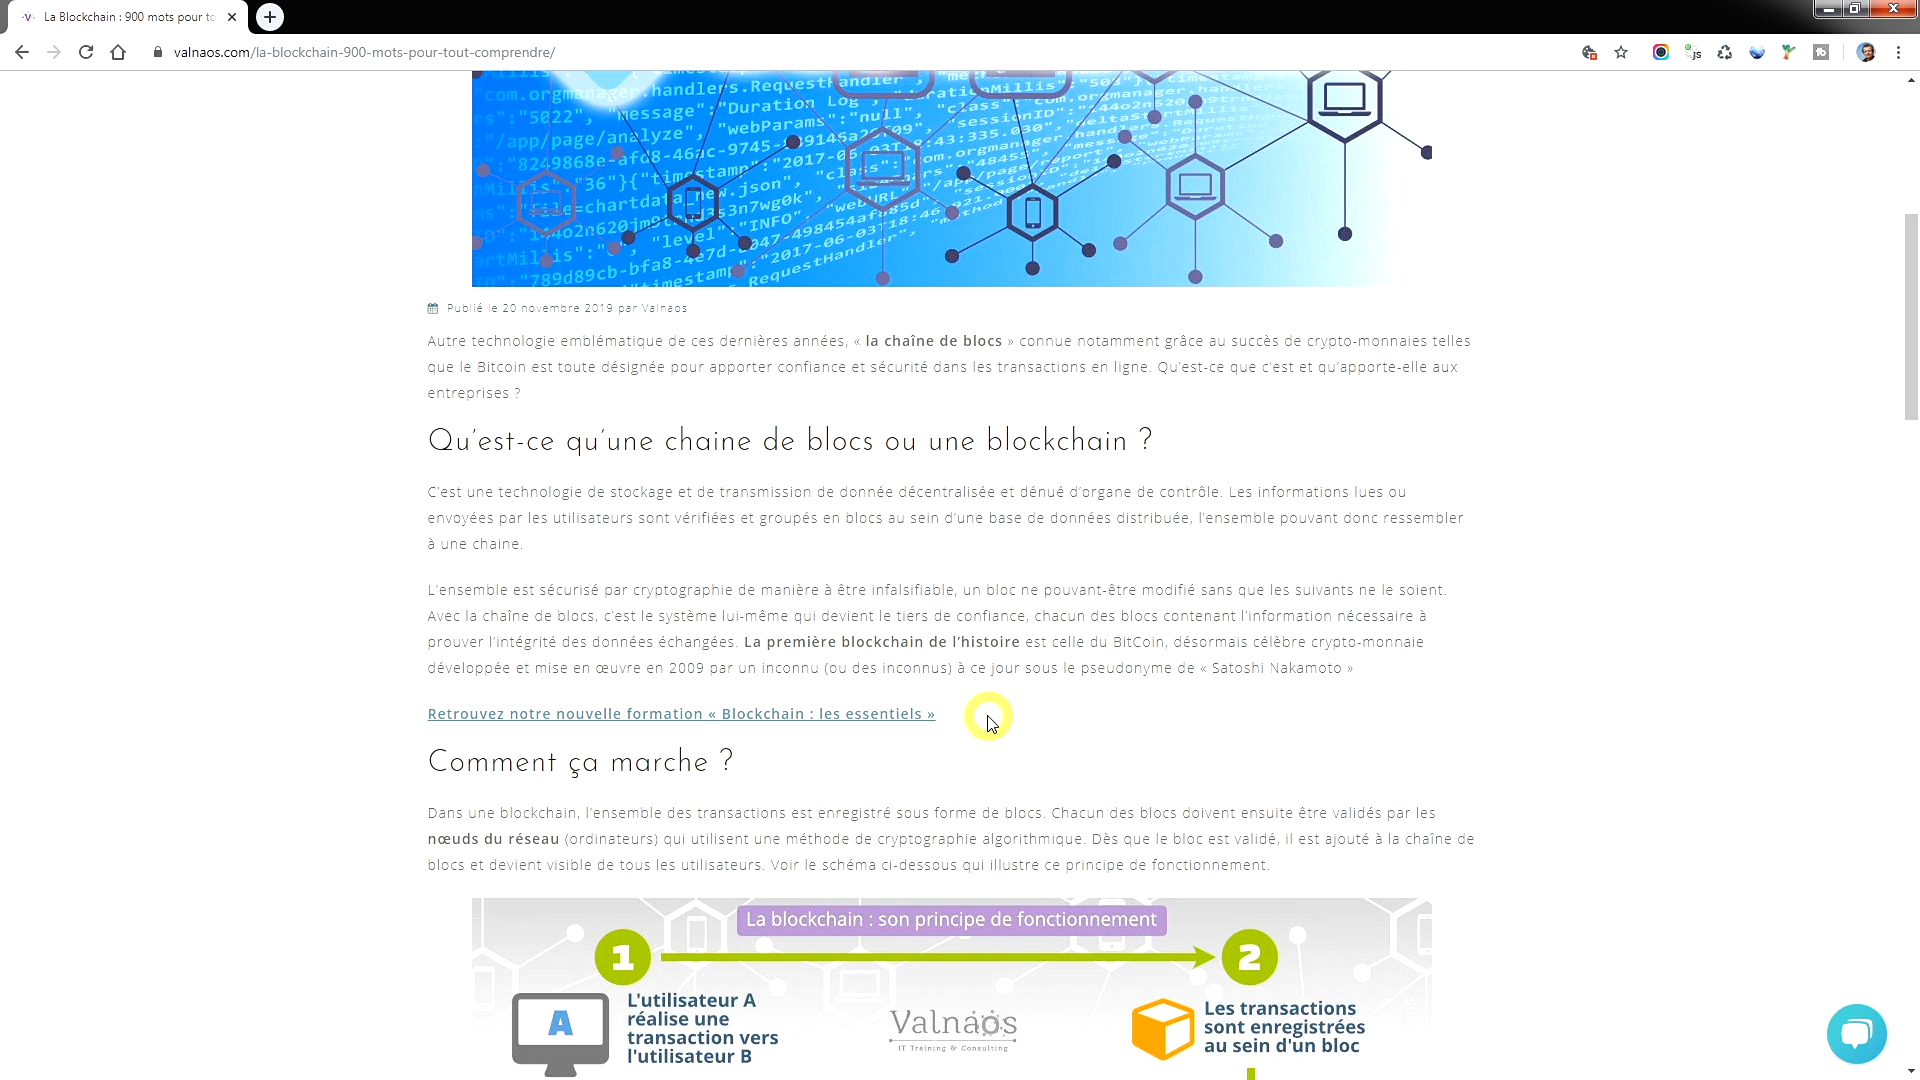 La Blockchain : 900 mots pour to
valnaos.com/la-blockchain-900-mots-pour-tout-comprendre/
Publié le 20 novembre 2019 par Valnaos
Autre technologie emblématique de ces dernières années, « la chaîne de blocs » connue notamment grâce au succès de crypto-monnaies telles
que le Bitcoin est toute désignée pour apporter confiance et sécurité dans les transactions en ligne. Qu'est-ce que c'est et qu'apporte-elle aux
entreprises ?
Qu'est-ce qu'une chaine de blocs ou une blockchain ?
C'est une technologie de stockage et de transmission de donnée décentralisée et dénué d'organe de contrôle. Les informations lues ou
envoyées par les utilisateurs sont vérifiées et groupés en blocs au sein d'une base de données distribuée, l'ensemble pouvant donc ressembler
à une chaine.
L'ensemble est sécurisé par cryptographie de manière à être infalsifiable, un bloc ne pouvant-être modifié sans que les suivants ne le soient.
Avec la chaîne de blocs, c'est le système lui-même qui devient le tiers de confiance, chacun des blocs contenant l'information nécessaire à
prouver l'intégrité des données échangées. La première blockchain de l'histoire est celle du BitCoin, désormais célèbre crypto-monnaie
développée et mise en œuvre en 2009 par un inconnu (ou des inconnus) à ce jour sous le pseudonyme de « Satoshi Nakamoto »
Retrouvez notre nouvelle formation « Blockchain : les essentiels »
Comment ça marche ?
Dans une blockchain, l'ensemble des transactions est enregistré sous forme de blocs. Chacun des blocs doivent ensuite être validés par les
nœuds du réseau (ordinateurs) qui utilisent une méthode de cryptographie algorithmique. Dès que le bloc est validé, il est ajouté à la chaîne de
blocs et devient visible de tous les utilisateurs. Voir le schéma ci-dessous qui illustre ce principe de fonctionnement.
La blockchain : son principe de fonctionnement
1
2
A
L'utilisateur A
réalise une
transaction vers
l'utilisateur B
Valnaos
IT Training & Consulting
Les transactions
sont enregistrées
au sein d'un bloc